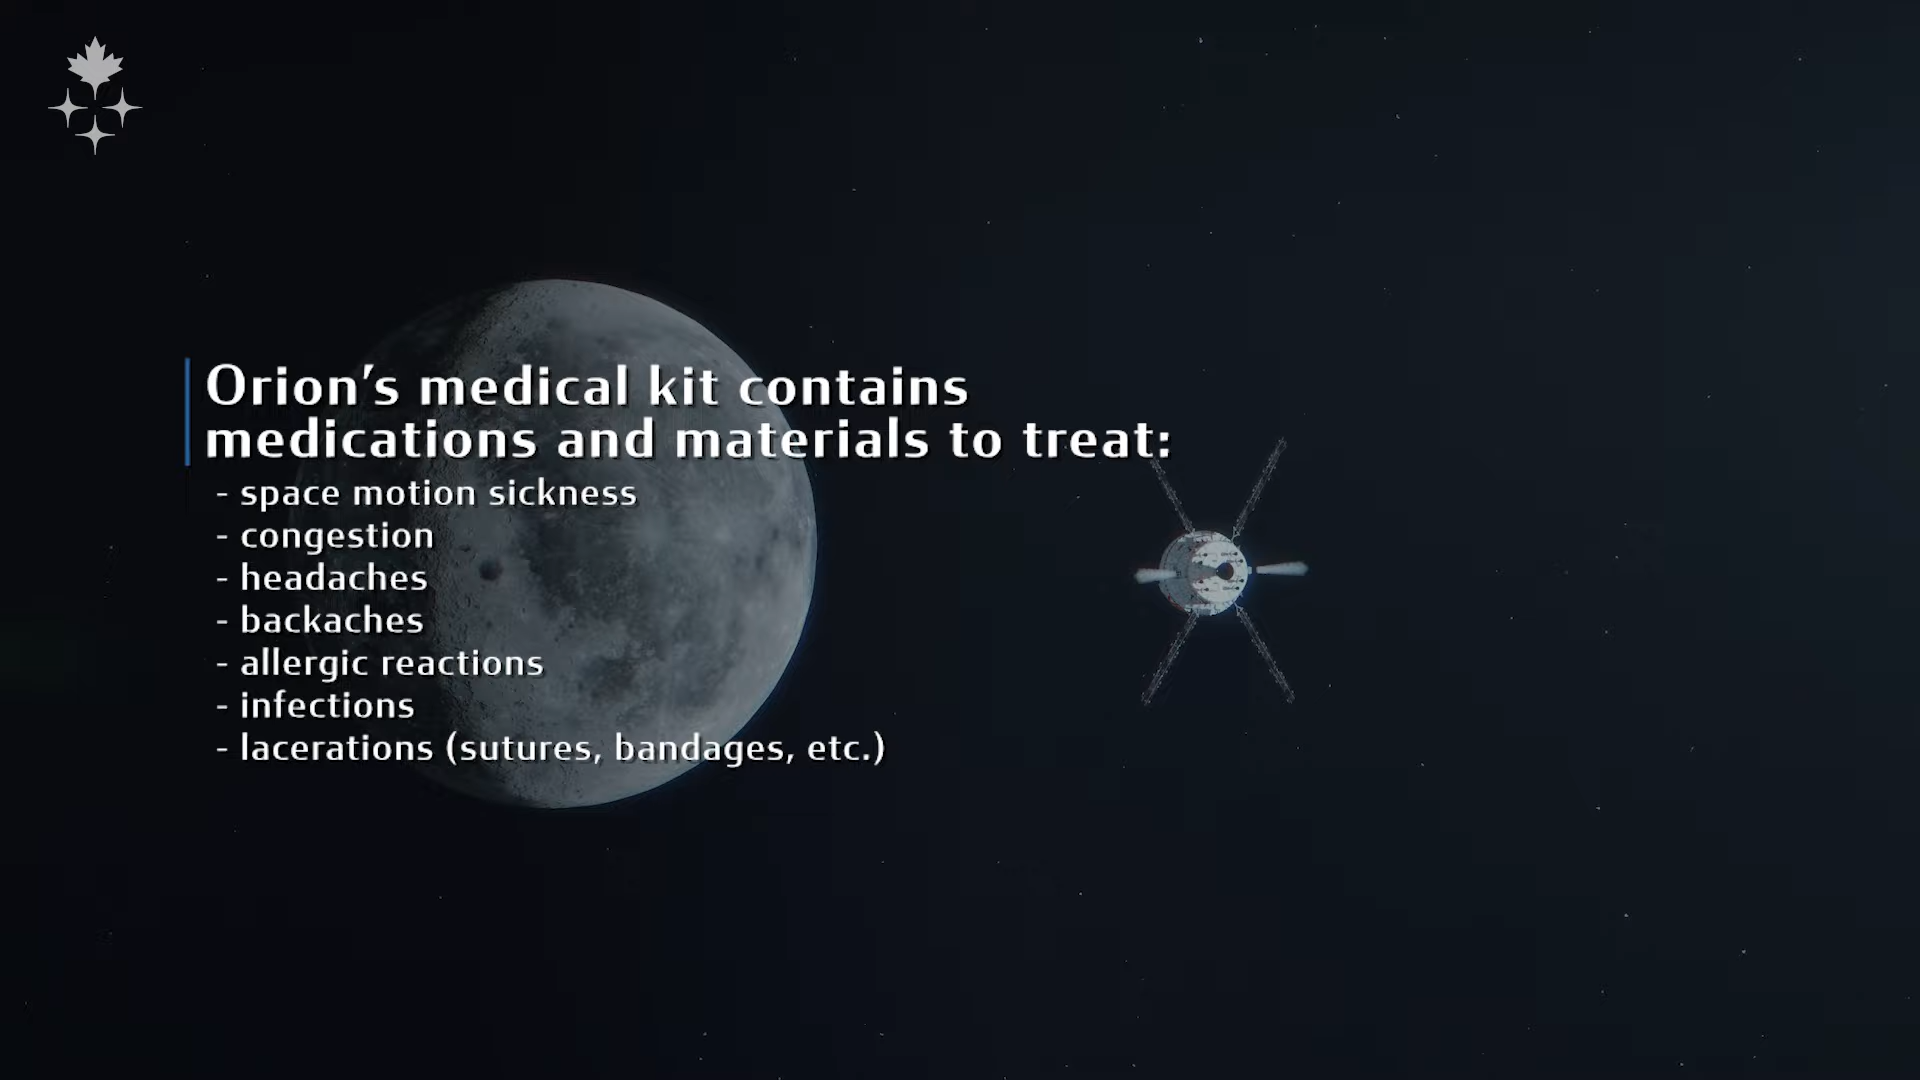 Orion’s medical kit contains
medications and materials to treat:
- space motion sickness
- congestion
- headaches
- backaches
- allergic reactions
- infections
- lacerations (sutures, bandages, etc.)